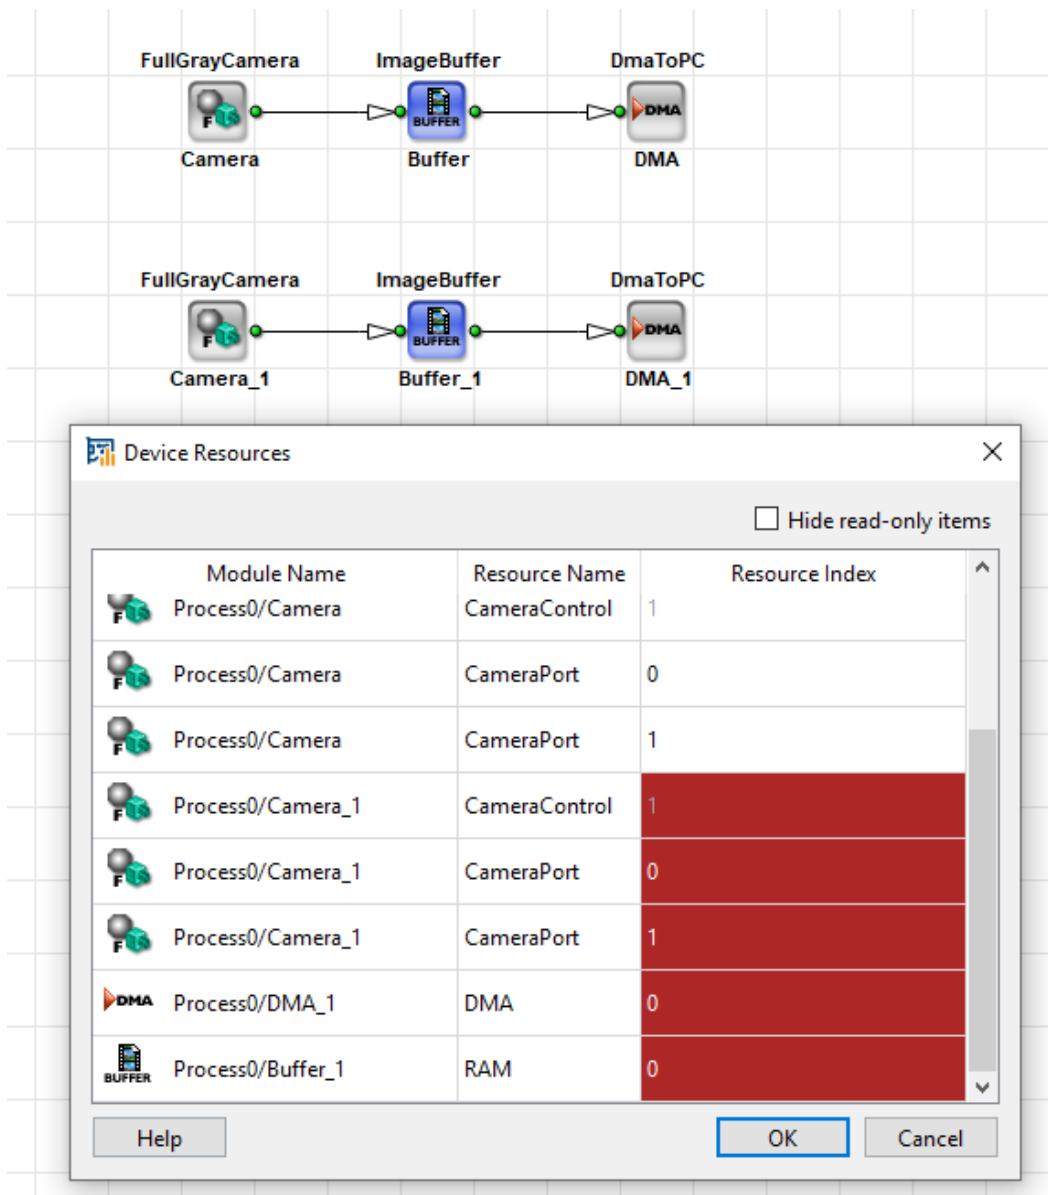 FullGrayCamera ImageBuffer DmaToPC
F BUFFER DMA
Camera Buffer DMA
FullGrayCamera ImageBuffer DmaToPC
F BUFFER DMA
Camera_1 Buffer_1 DMA_1
Device Resources
Hide read-only items
Module Name Resource Name Resource Index
F Process0/Camera CameraControl 1
F Process0/Camera CameraPort 0
F Process0/Camera CameraPort 1
F Process0/Camera_1 CameraControl 1
F Process0/Camera_1 CameraPort 0
F Process0/Camera_1 CameraPort 1
DMA Process0/DMA_1 DMA 0
BUFFER Process0/Buffer_1 RAM 0
Help OK Cancel